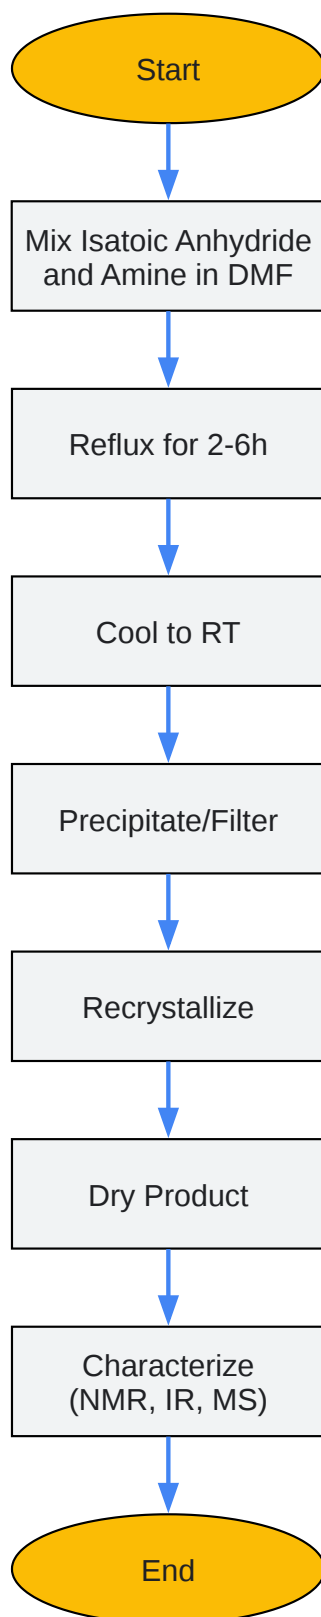 Start
Mix Isatoic Anhydride
and Amine in DMF
Reflux for 2-6h
Cool to RT
Precipitate/Filter
Recrystallize
Dry Product
Characterize
(NMR, IR, MS)
End